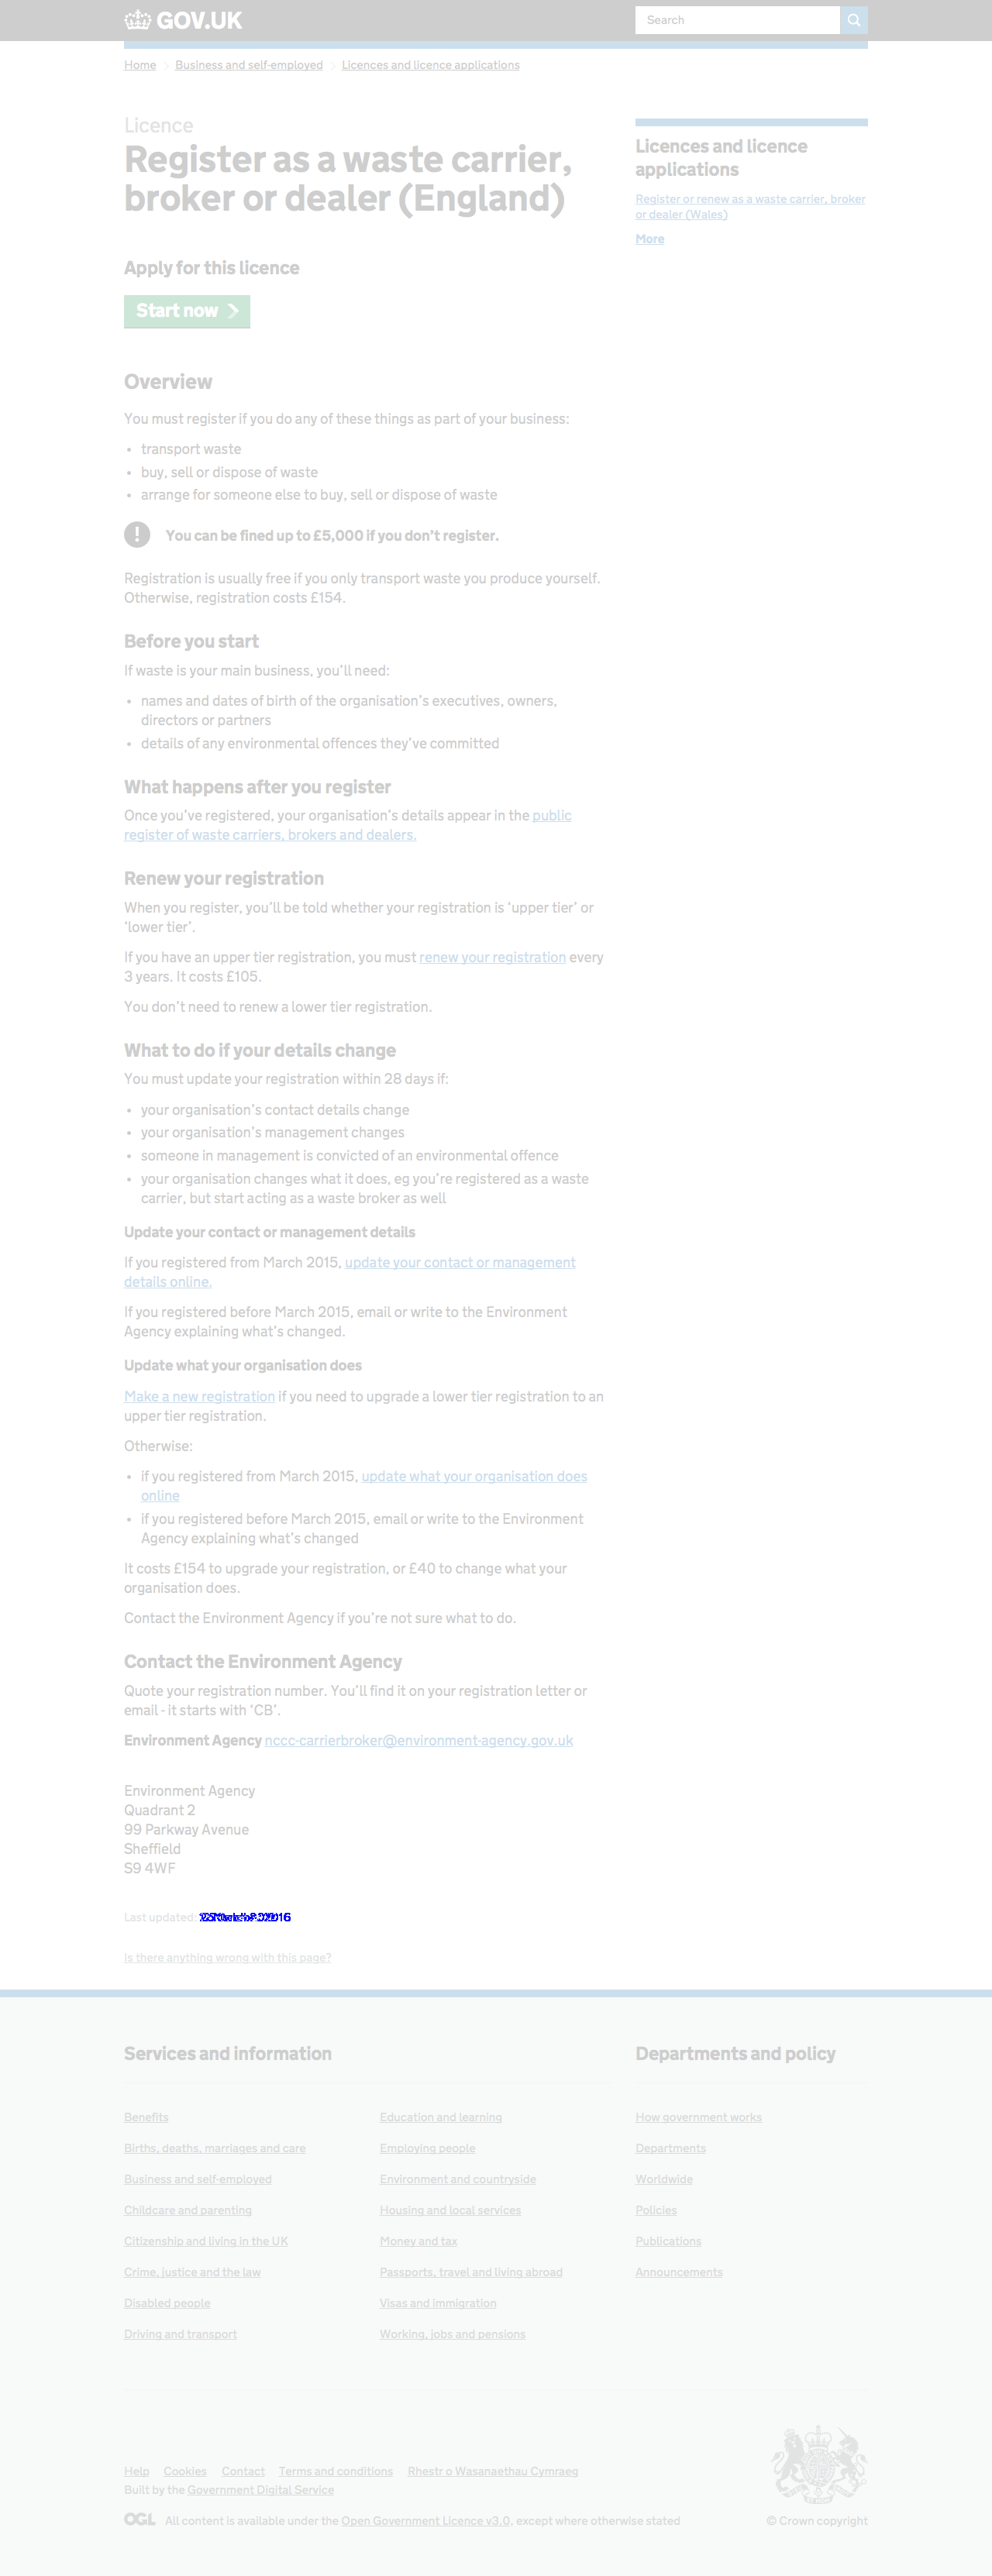 GOV.UK
Search
Home
Business and self-employed
Licences and licence applications
Licence
Register as a waste carrier,
broker or dealer (England)
Licences and licence
applications
Register or renew as a waste carrier, broker
or dealer (Wales)
More
Apply for this licence
Start now
Overview
You must register if you do any of these things as part of your business:
• transport waste
• buy, sell or dispose of waste
• arrange for someone else to buy, sell or dispose of waste
! You can be fined up to £5,000 if you don't register.
Registration is usually free if you only transport waste you produce yourself.
Otherwise, registration costs £154.
Before you start
If waste is your main business, you'll need:
• names and dates of birth of the organisation's executives, owners,
directors or partners
• details of any environmental offences they've committed
What happens after you register
Once you've registered, your organisation's details appear in the public
register of waste carriers, brokers and dealers.
Renew your registration
When you register, you'll be told whether your registration is 'upper tier' or
'lower tier'.
If you have an upper tier registration, you must renew your registration every
3 years. It costs £105.
You don't need to renew a lower tier registration.
What to do if your details change
You must update your registration within 28 days if:
• your organisation's contact details change
• your organisation's management changes
• someone in management is convicted of an environmental offence
• your organisation changes what it does, eg you're registered as a waste
carrier, but start acting as a waste broker as well
Update your contact or management details
If you registered from March 2015, update your contact or management
details online.
If you registered before March 2015, email or write to the Environment
Agency explaining what's changed.
Update what your organisation does
Make a new registration if you need to upgrade a lower tier registration to an
upper tier registration.
Otherwise:
• if you registered from March 2015, update what your organisation does
online
• if you registered before March 2015, email or write to the Environment
Agency explaining what's changed
It costs £154 to upgrade your registration, or £40 to change what your
organisation does.
Contact the Environment Agency if you're not sure what to do.
Contact the Environment Agency
Quote your registration number. You'll find it on your registration letter or
email - it starts with 'CB'.
Environment Agency nccc-carrierbroker@environment-agency.gov.uk
Environment Agency
Quadrant 2
99 Parkway Avenue
Sheffield
S9 4WF
Last updated:
Is there anything wrong with this page?
Services and information
Departments and policy
Benefits
Education and learning
How government works
Births, deaths, marriages and care
Employing people
Departments
Business and self-employed
Environment and countryside
Worldwide
Childcare and parenting
Housing and local services
Policies
Citizenship and living in the UK
Money and tax
Publications
Crime, justice and the law
Passports, travel and living abroad
Announcements
Disabled people
Visas and immigration
Driving and transport
Working, jobs and pensions
Help
Cookies
Contact
Terms and conditions
Rhestr o Wasanaethau Cymraeg
Built by the Government Digital Service
OGL All content is available under the Open Government Licence v3.0, except where otherwise stated
© Crown copyright